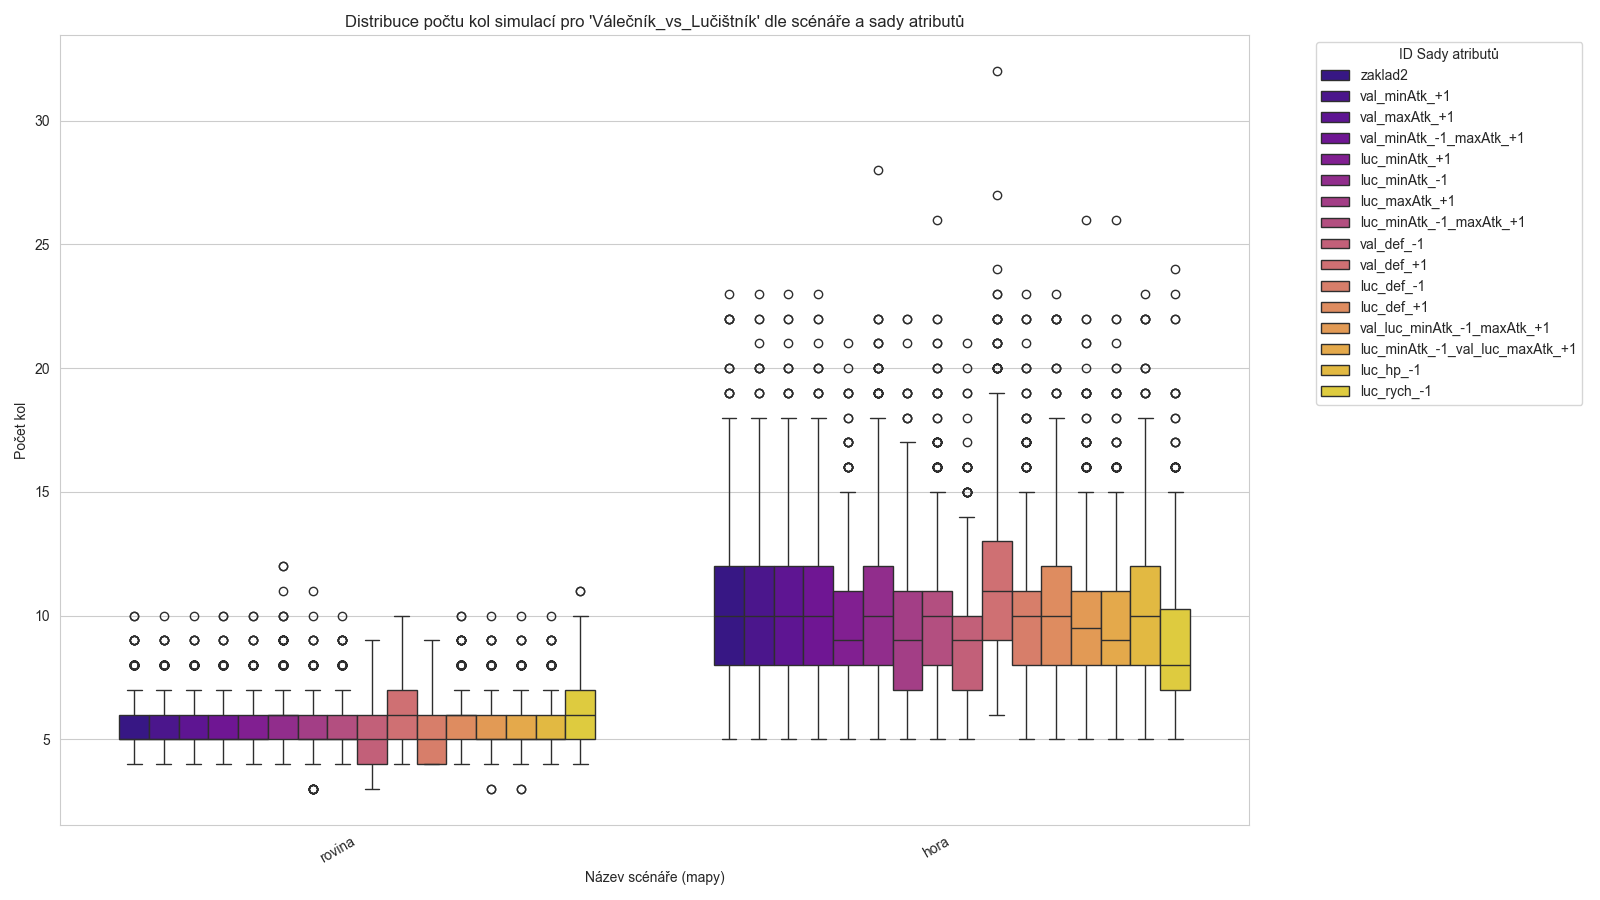 Distribuce počtu kol simulací pro 'Válečník_vs_Lučištník' dle scénáře a sady atributů
Počet kol
30
25
20
15
10
5
rovina
hora
Název scénáře (mapy)
ID Sady atributů
zaklad2
val_minAtk_+1
val_maxAtk_+1
val_minAtk_-1_maxAtk_+1
luc_minAtk_+1
luc_minAtk_-1
luc_maxAtk_+1
luc_minAtk_-1_maxAtk_+1
val_def_-1
val_def_+1
luc_def_-1
luc_def_+1
val_luc_minAtk_-1_maxAtk_+1
luc_minAtk_-1_val_luc_maxAtk_+1
luc_hp_-1
luc_rych_-1